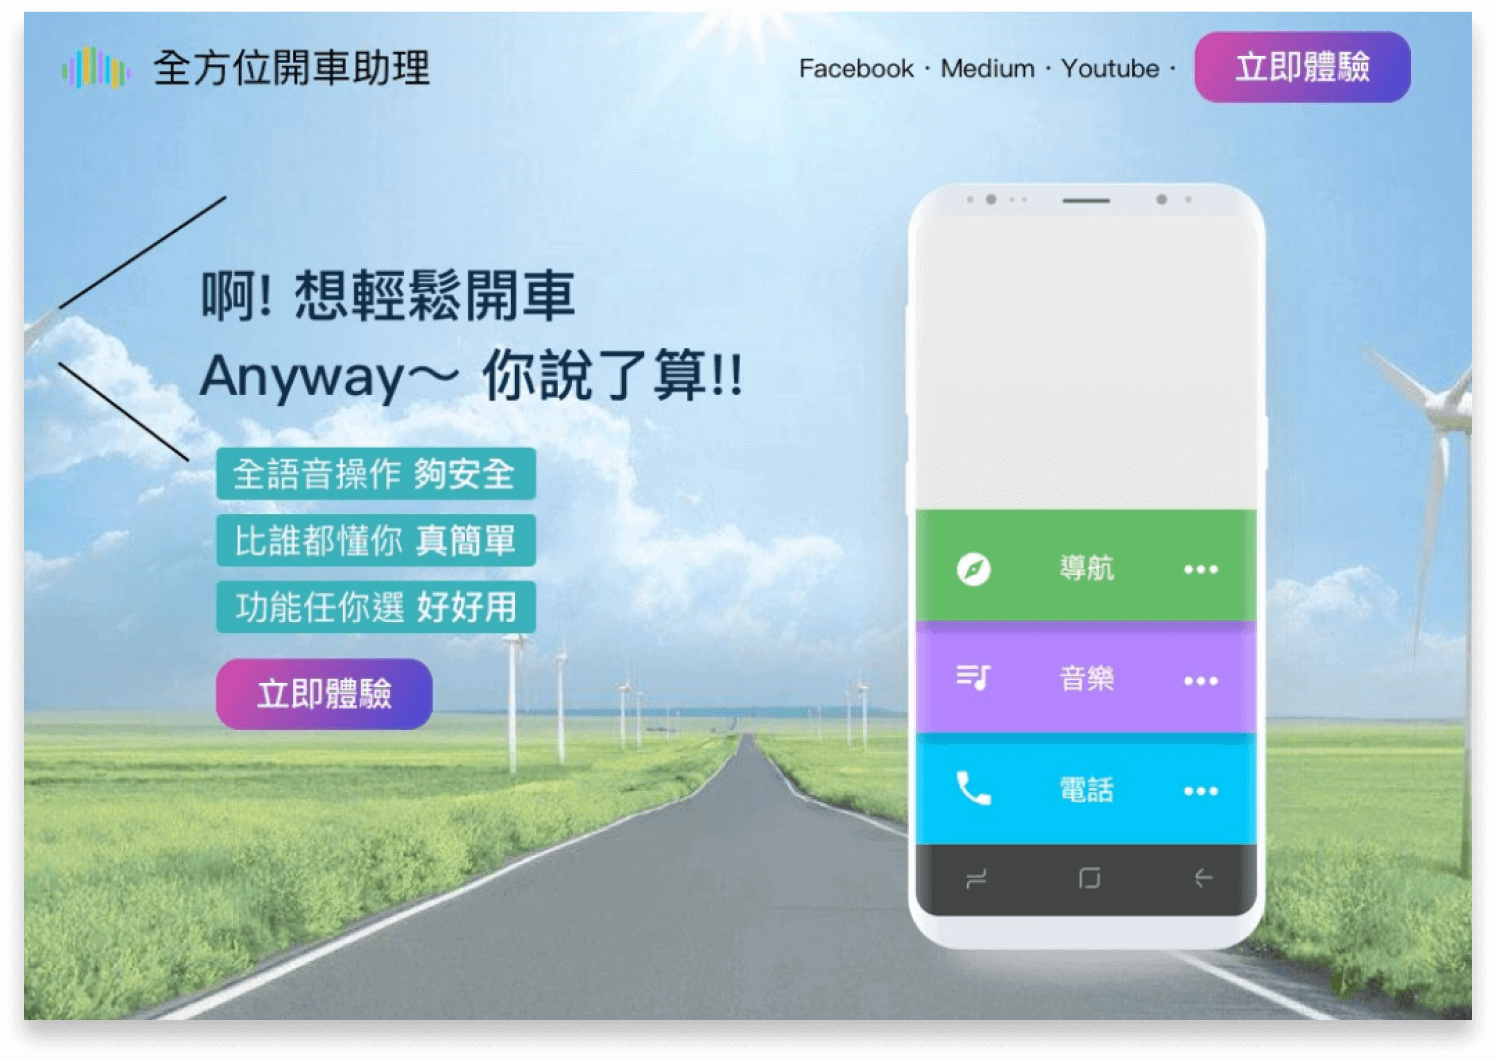 全方位開車助理
Facebook · Medium · Youtube ·
立即體驗
啊! 想輕鬆開車
Anyway～ 你說了算!!
全語音操作 夠安全
比誰都懂你 真簡單
功能任你選 好好用
立即體驗
導航
音樂
電話